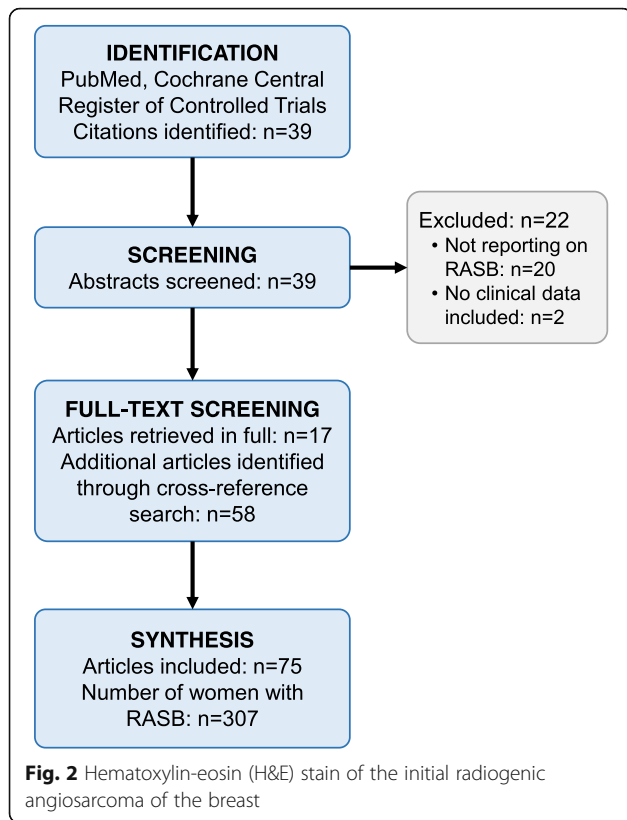 IDENTIFICATION
PubMed, Cochrane Central
Register of Controlled Trials
Citations identified: n=39
SCREENING
Abstracts screened: n=39
Excluded: n=22
• Not reporting on
RASB: n=20
• No clinical data
included: n=2
FULL-TEXT SCREENING
Articles retrieved in full: n=17
Additional articles identified
through cross-reference
search: n=58
SYNTHESIS
Articles included: n=75
Number of women with
RASB: n=307
Fig. 2 Hematoxylin-eosin (H&E) stain of the initial radiogenic
angiosarcoma of the breast